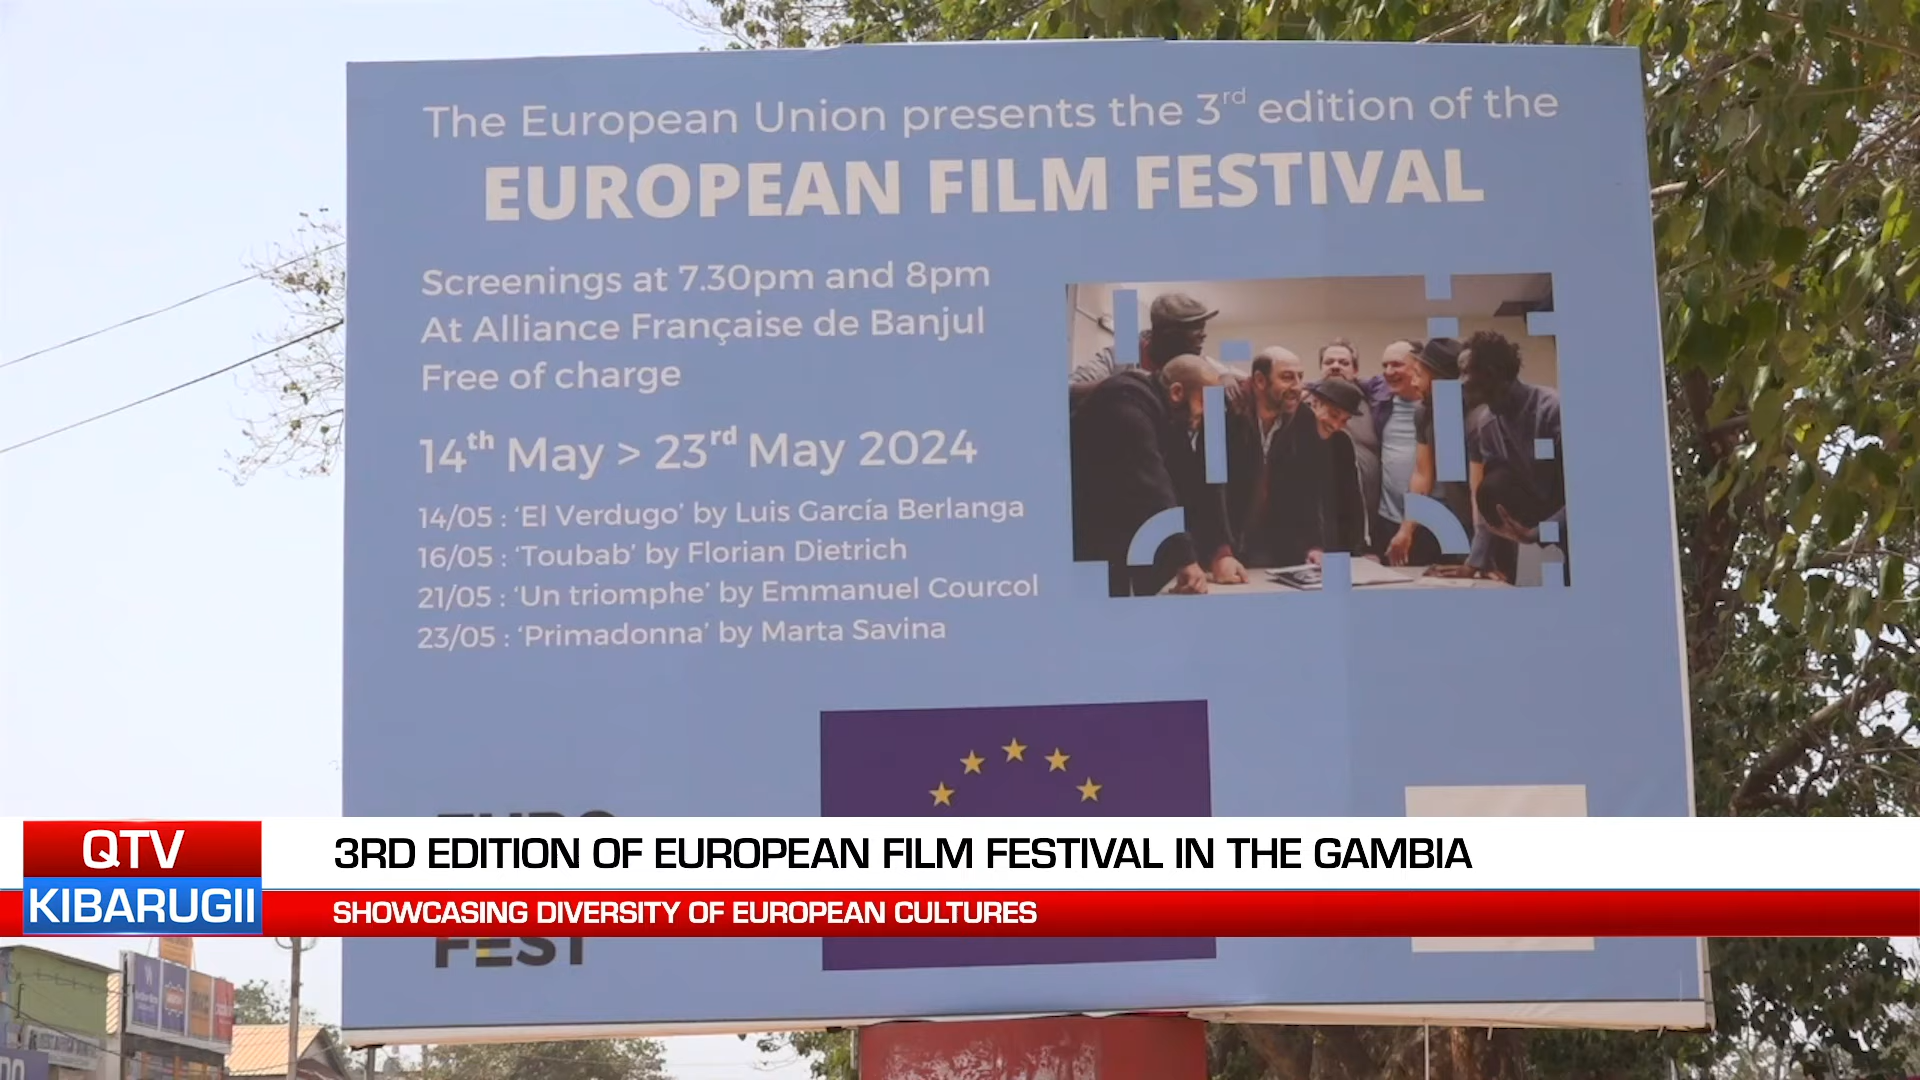 The European Union presents the 3rd edition of the
EUROPEAN FILM FESTIVAL
Screenings at 7.30pm and 8pm
At Alliance Française de Banjul
Free of charge
14th May > 23rd May 2024
14/05 : ‘El Verdugo’ by Luis García Berlanga
16/05 : ‘Toubab’ by Florian Dietrich
21/05 : ‘Un triomphe’ by Emmanuel Courcol
23/05 : ‘Primadonna’ by Marta Savina
QTV
KIBARUGII
3RD EDITION OF EUROPEAN FILM FESTIVAL IN THE GAMBIA
SHOWCASING DIVERSITY OF EUROPEAN CULTURES
FEST